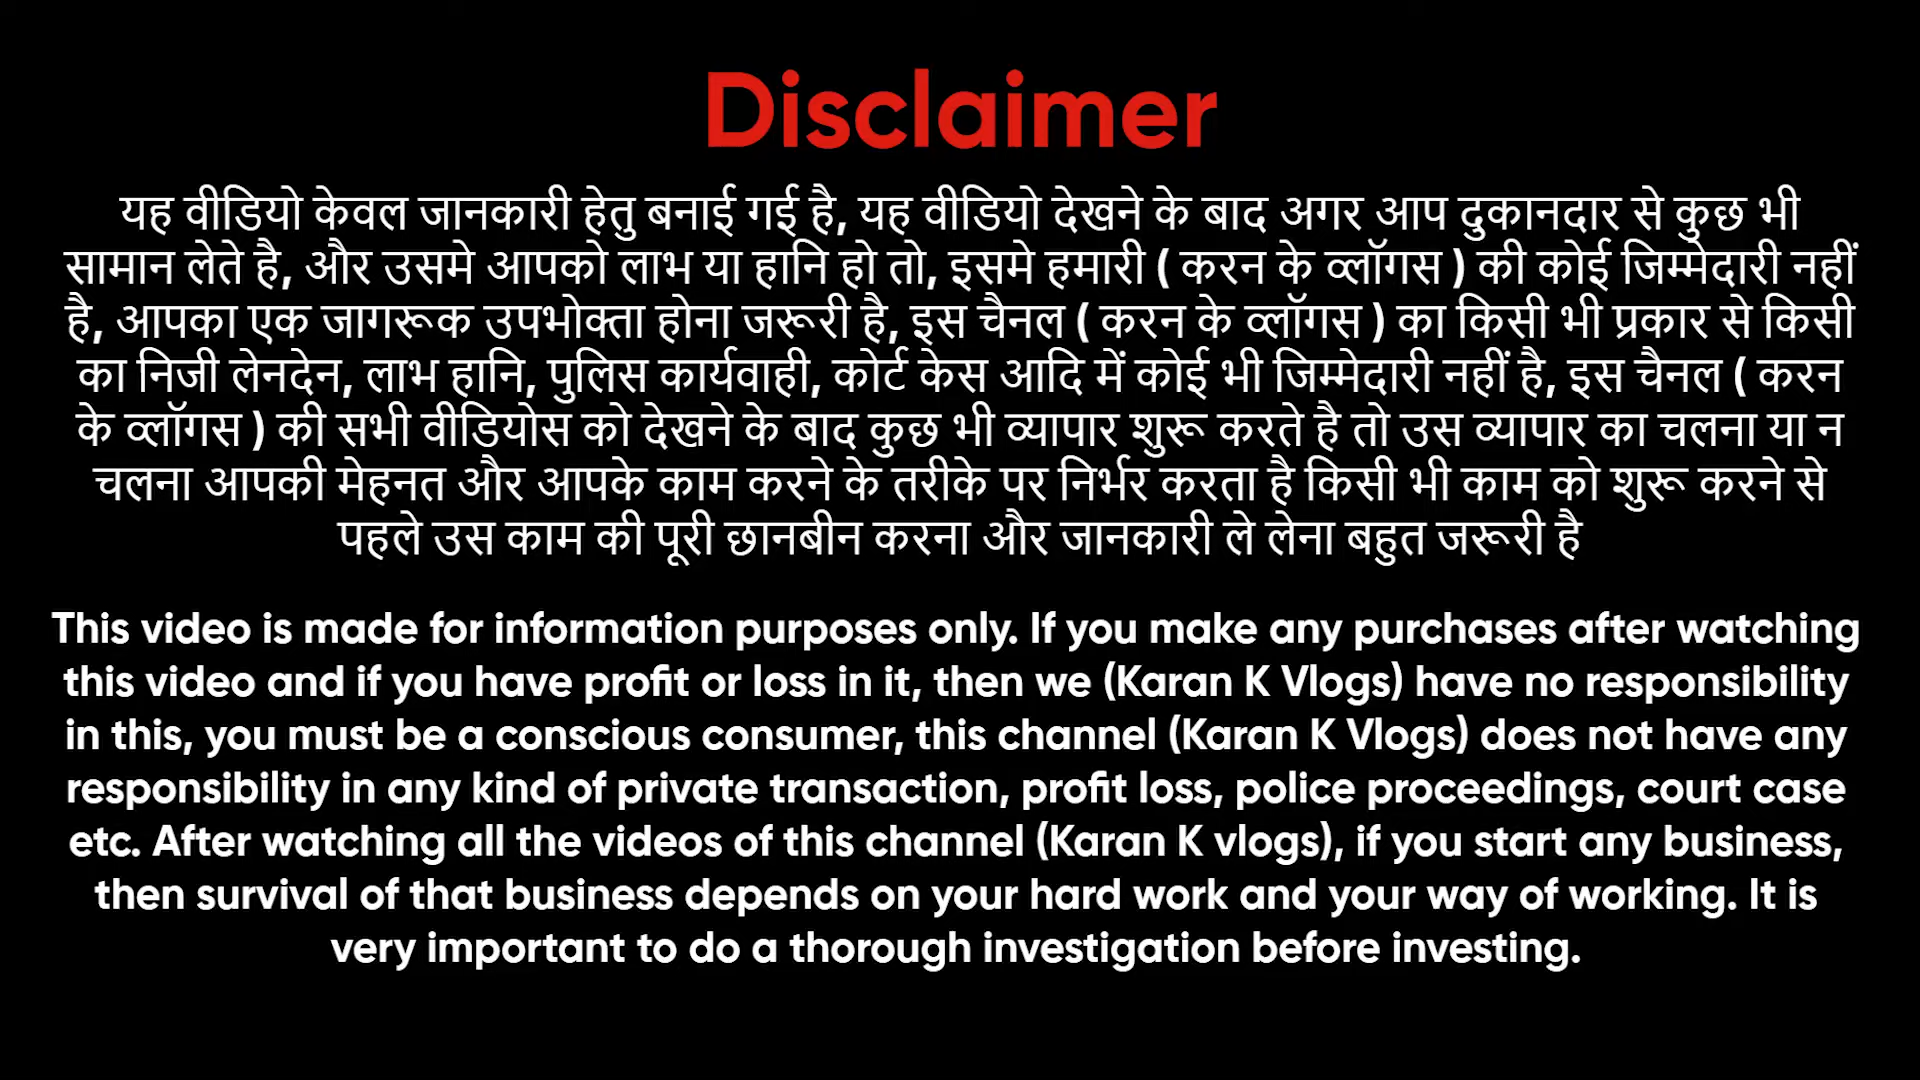 Disclaimer
यह वीडियो केवल जानकारी हेतु बनाई गई है, यह वीडियो देखने के बाद अगर आप दुकानदार से कुछ भी
सामान लेते है, और उसमे आपको लाभ या हानि हो तो, इसमे हमारी ( करन के व्लॉगस ) की कोई जिम्मेदारी नहीं
है, आपका एक जागरूक उपभोक्ता होना जरूरी है, इस चैनल ( करन के व्लॉगस ) का किसी भी प्रकार से किसी
का निजी लेनदेन, लाभ हानि, पुलिस कार्यवाही, कोर्ट केस आदि में कोई भी जिम्मेदारी नहीं है, इस चैनल ( करन
के व्लॉगस ) की सभी वीडियोस को देखने के बाद कुछ भी व्यापार शुरू करते है तो उस व्यापार का चलना या न
चलना आपकी मेहनत और आपके काम करने के तरीके पर निर्भर करता है किसी भी काम को शुरू करने से
पहले उस काम की पूरी छानबीन करना और जानकारी ले लेना बहुत जरूरी है
This video is made for information purposes only. If you make any purchases after watching
this video and if you have profit or loss in it, then we (Karan K Vlogs) have no responsibility
in this, you must be a conscious consumer, this channel (Karan K Vlogs) does not have any
responsibility in any kind of private transaction, profit loss, police proceedings, court case
etc. After watching all the videos of this channel (Karan K vlogs), if you start any business,
then survival of that business depends on your hard work and your way of working. It is
very important to do a thorough investigation before investing.